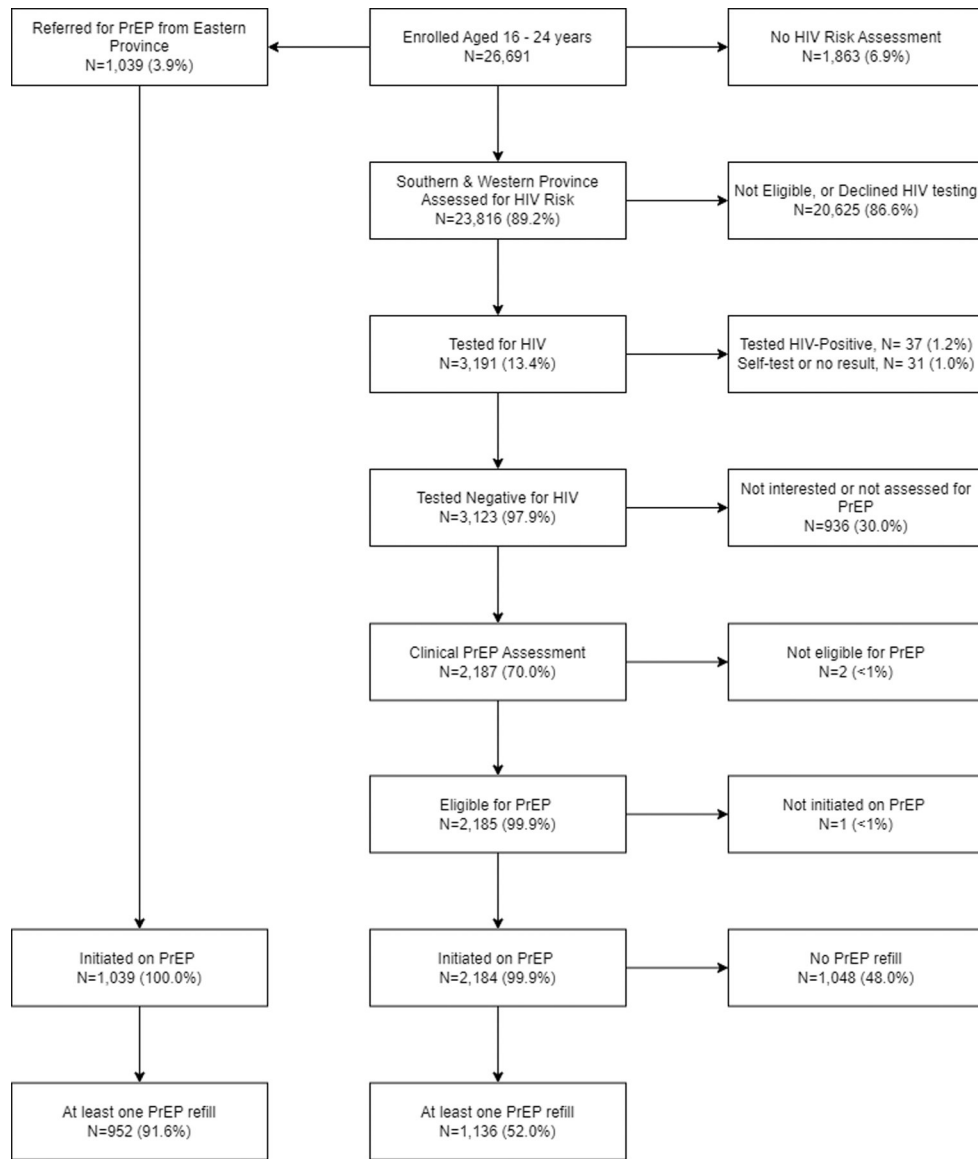 Referred for PrEP from Eastern
Province
N=1,039 (3.9%)
Enrolled Aged 16 - 24 years
N=26,691
No HIV Risk Assessment
N=1,863 (6.9%)
Southern & Western Province
Assessed for HIV Risk
N=23,816 (89.2%)
Not Eligible, or Declined HIV testing
N=20,625 (86.6%)
Tested for HIV
N=3,191 (13.4%)
Tested HIV-Positive, N= 37 (1.2%)
Self-test or no result, N= 31 (1.0%)
Tested Negative for HIV
N=3,123 (97.9%)
Not interested or not assessed for
PrEP
N=936 (30.0%)
Clinical PrEP Assessment
N=2,187 (70.0%)
Not eligible for PrEP
N=2 (<1%)
Eligible for PrEP
N=2,185 (99.9%)
Not initiated on PrEP
N=1 (<1%)
Initiated on PrEP
N=1,039 (100.0%)
Initiated on PrEP
N=2,184 (99.9%)
No PrEP refill
N=1,048 (48.0%)
At least one PrEP refill
N=952 (91.6%)
At least one PrEP refill
N=1,136 (52.0%)